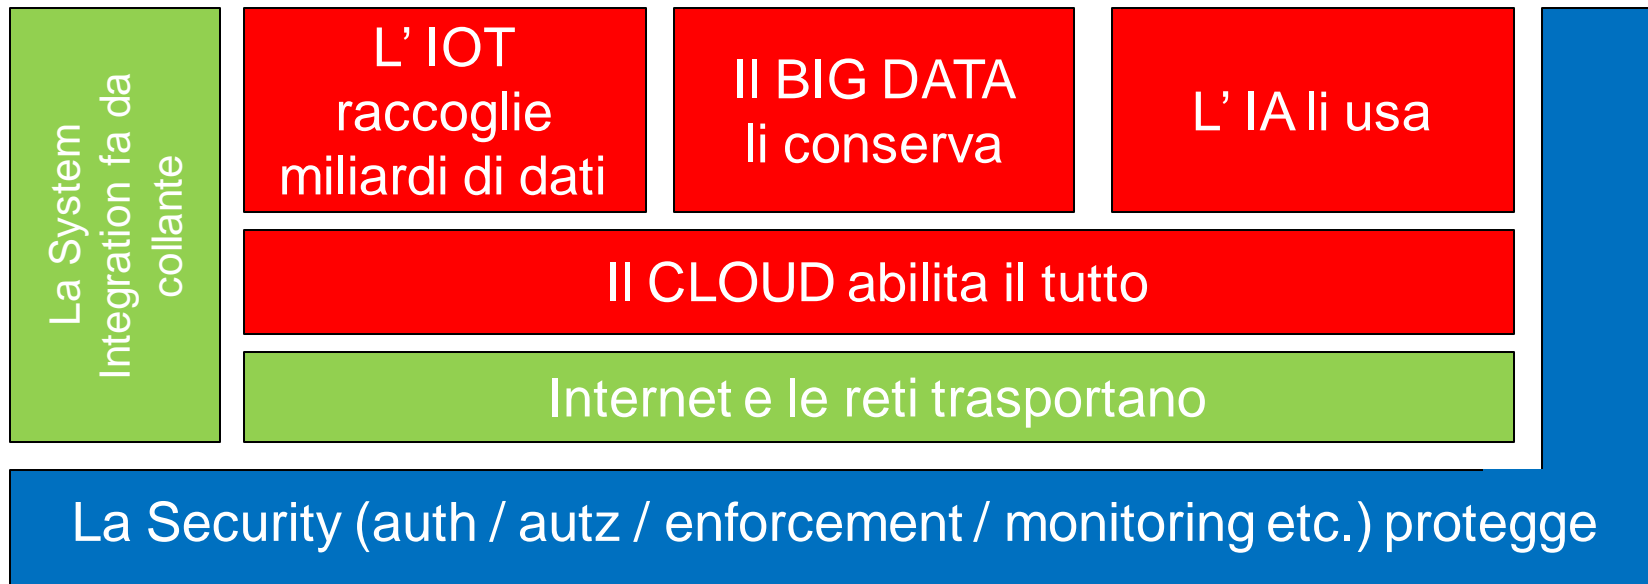 La System
Integration fa da
collante
L' IOT
raccoglie
miliardi di dati
Il BIG DATA
li conserva
L' IA li usa
Il CLOUD abilita il tutto
Internet e le reti trasportano
La Security (auth / autz / enforcement / monitoring etc.) protegge